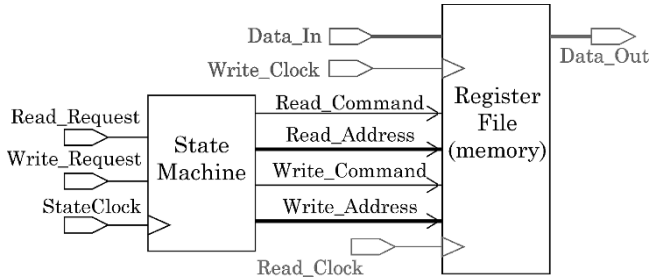 Data_In
Data_Out
Write_Clock
Register
File
(memory)
Read_Command
Read_Request
Read_Address
State
Machine
Write_Request
Write_Command
StateClock
Write_Address
Read_Clock